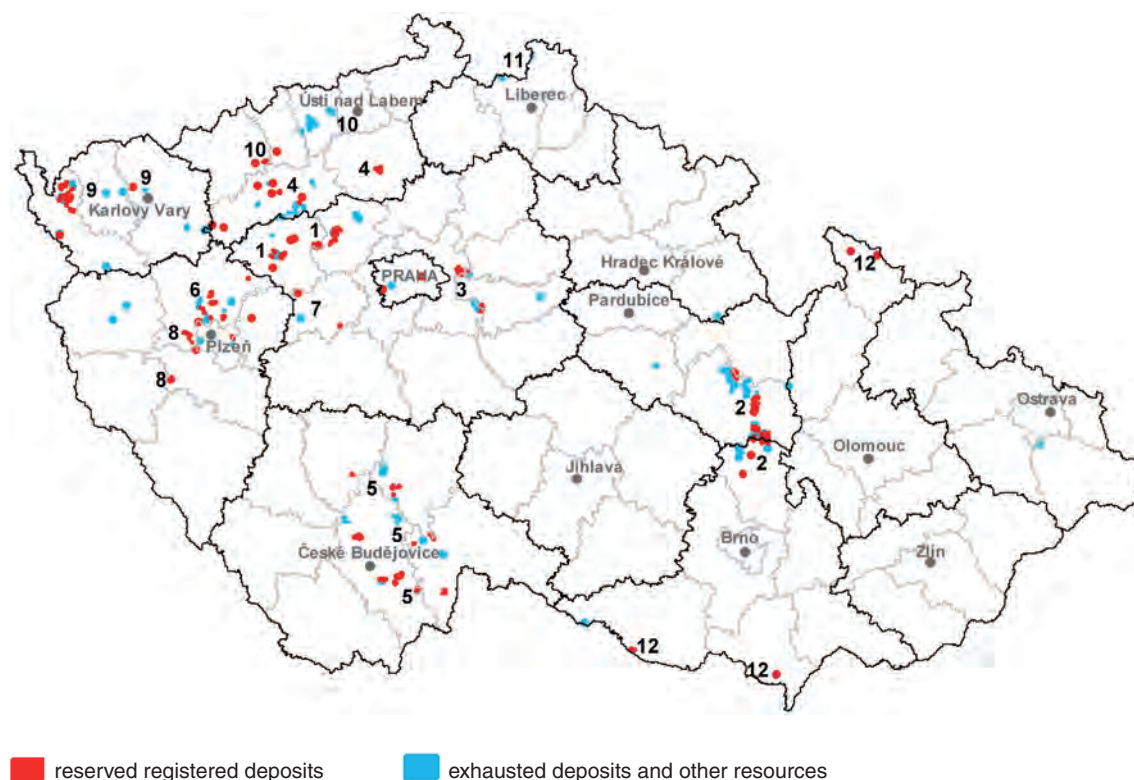 11
Liberec
Ústí nad Labem
10
10
4
4
9
9
Karlovy Vary
1
1
PRAHA
3
Hradec Králové
12
Pardubice
6
7
8
Plzeň
8
2
Ostrava
2
Olomouc
Jihlava
5
5
Brno
Zlín
České Budějovice
5
12
12
reserved registered deposits
exhausted deposits and other resources